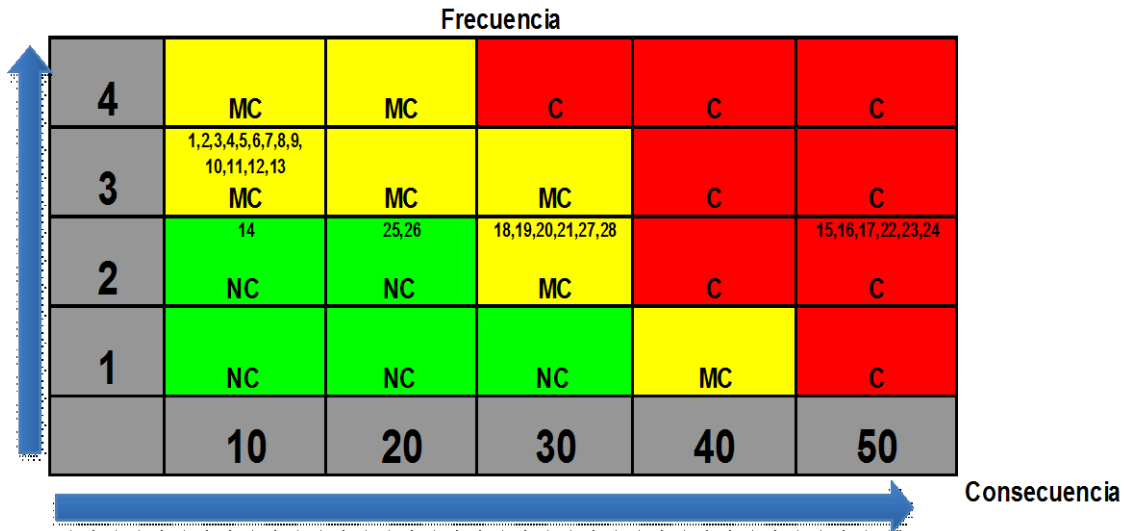 Frecuencia
4 MC MC C C C
1,2,3,4,5,6,7,8,9,
10,11,12,13
3 MC MC MC C C
14 25,26 18,19,20,21,27,28 15,16,17,22,23,24
2 NC NC MC C C
1 NC NC NC MC C
10 20 30 40 50
Consecuencia